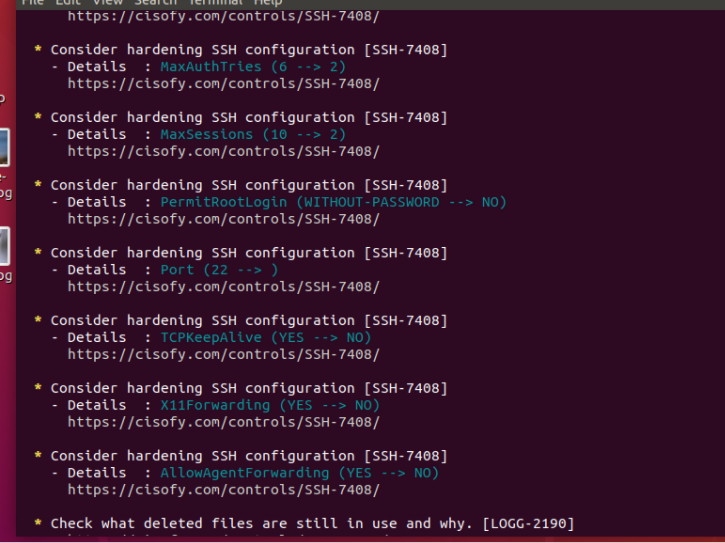 File Edit View Search Terminal Help
https://cisofy.com/controls/SSH-7408/
* Consider hardening SSH configuration [SSH-7408]
- Details : MaxAuthTries (6 --> 2)
https://cisofy.com/controls/SSH-7408/
* Consider hardening SSH configuration [SSH-7408]
- Details : MaxSessions (10 --> 2)
https://cisofy.com/controls/SSH-7408/
* Consider hardening SSH configuration [SSH-7408]
- Details : PermitRootLogin (WITHOUT-PASSWORD --> NO)
https://cisofy.com/controls/SSH-7408/
* Consider hardening SSH configuration [SSH-7408]
- Details : Port (22 --> )
https://cisofy.com/controls/SSH-7408/
* Consider hardening SSH configuration [SSH-7408]
- Details : TCPKeepAlive (YES --> NO)
https://cisofy.com/controls/SSH-7408/
* Consider hardening SSH configuration [SSH-7408]
- Details : X11Forwarding (YES --> NO)
https://cisofy.com/controls/SSH-7408/
* Consider hardening SSH configuration [SSH-7408]
- Details : AllowAgentForwarding (YES --> NO)
https://cisofy.com/controls/SSH-7408/
* Check what deleted files are still in use and why. [LOGG-2190]